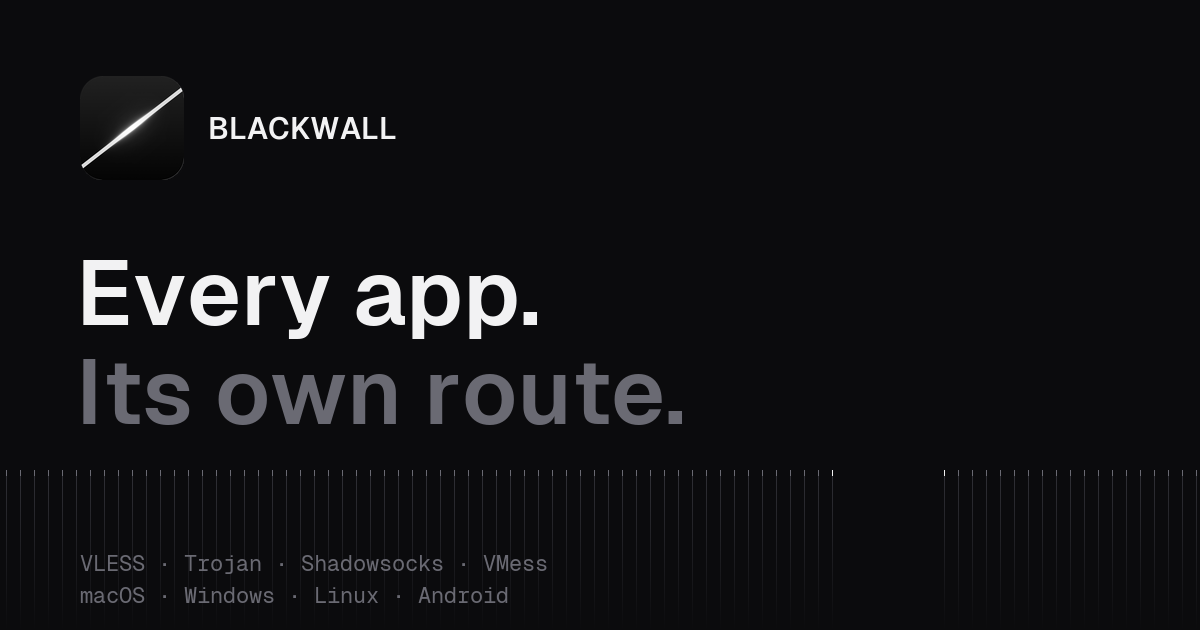 BLACKWALL
Every app.
Its own route.
VLESS · Trojan · Shadowsocks · VMess
macOS · Windows · Linux · Android